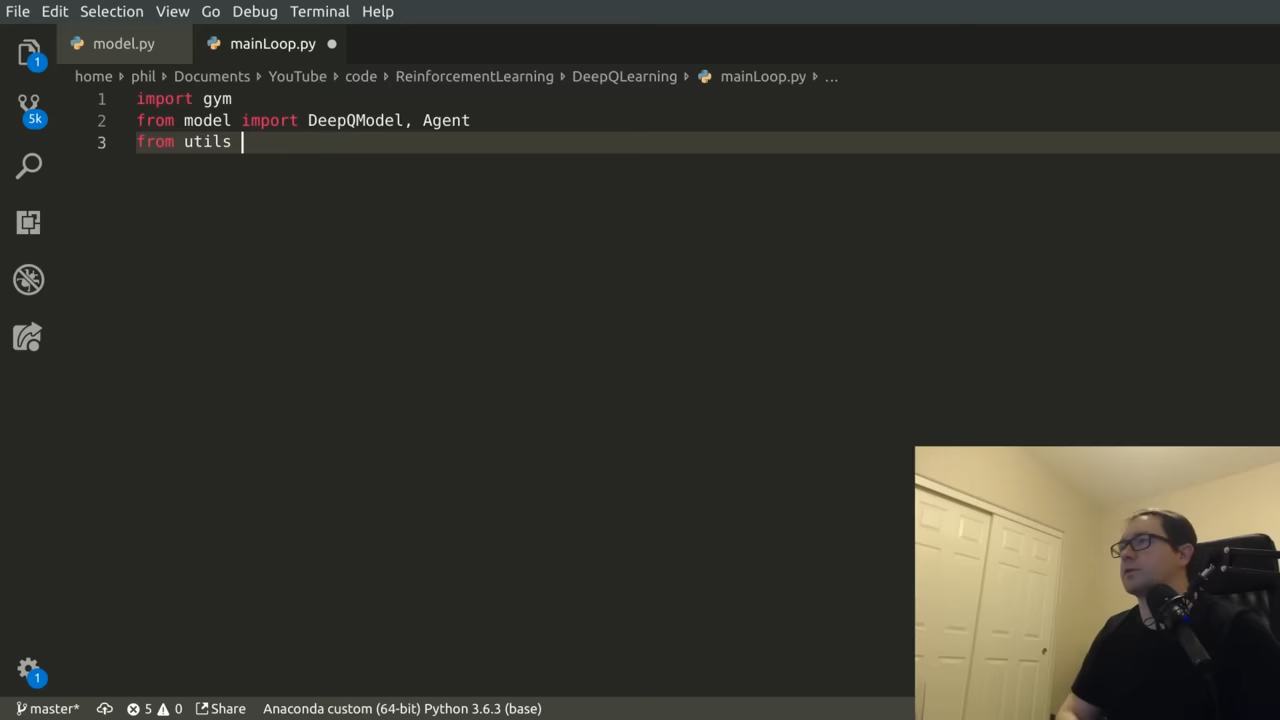 File Edit Selection View Go Debug Terminal Help
model.py mainLoop.py
home phil Documents YouTube code ReinforcementLearning DeepQLearning mainLoop.py ...
1 import gym
2 from model import DeepQModel, Agent
3 from utils
1
5k
1
master* 5 0 Share Anaconda custom (64-bit) Python 3.6.3 (base)